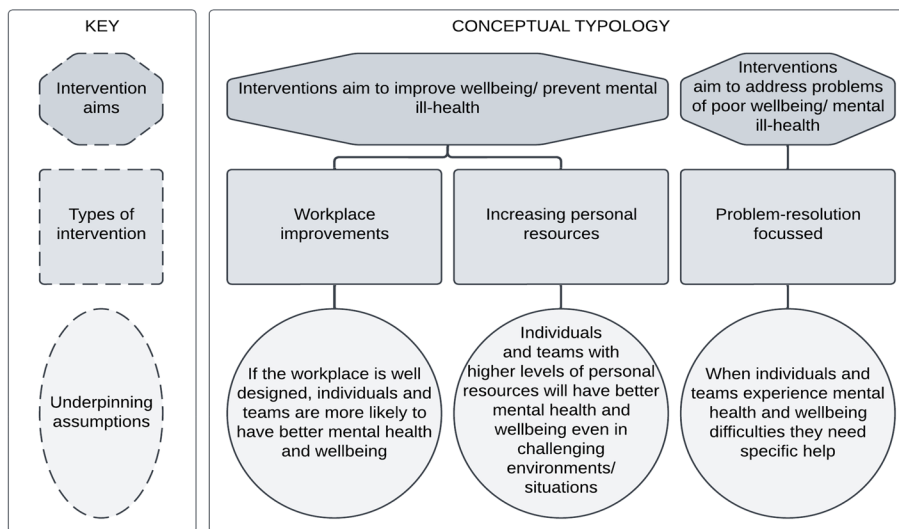 KEY
Intervention
aims
Types of
intervention
Underpinning
assumptions
CONCEPTUAL TYPOLOGY
Interventions aim to improve wellbeing/ prevent mental
ill-health
Interventions
aim to address problems
of poor wellbeing/ mental
ill-health
Workplace
improvements
Increasing personal
resources
Problem-resolution
focussed
If the workplace is well
designed, individuals and
teams are more likely to
have better mental health
and wellbeing
Individuals
and teams with
higher levels of personal
resources will have better
mental health and
wellbeing even in
challenging
environments/
situations
When individuals and
teams experience mental
health and wellbeing
difficulties they need
specific help